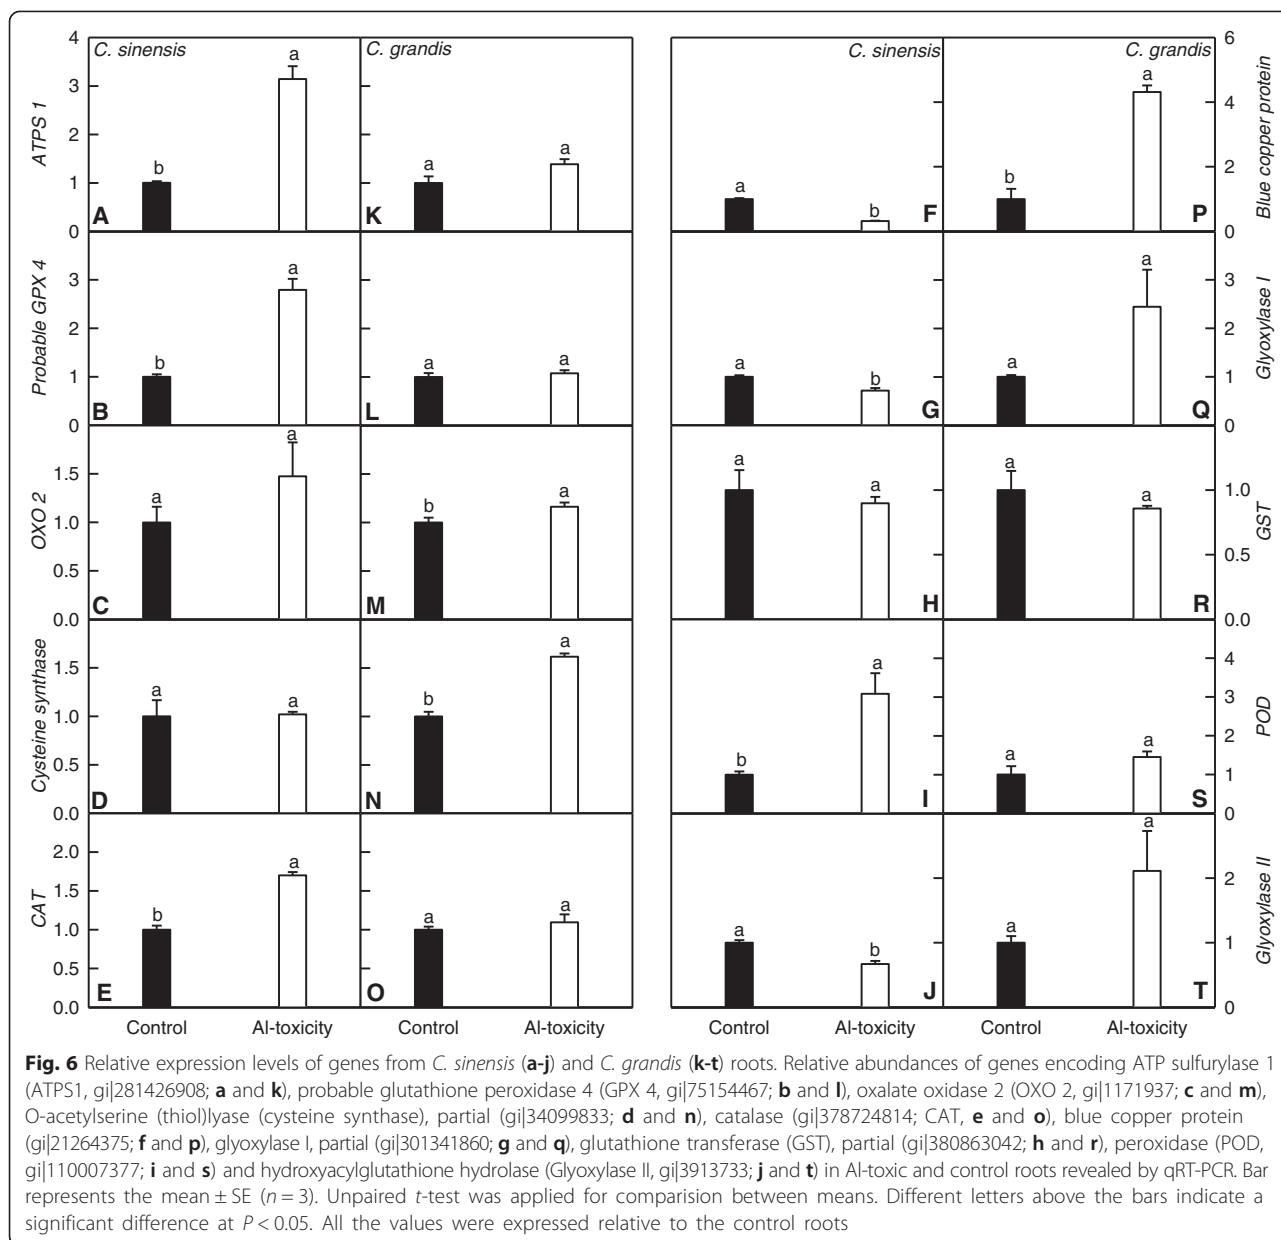 C. sinensis
C. grandis
C. sinensis
C. grandis
4
3
2
1
0
ATPS 1
b
a
A
a
a
K
a
b
F
b
a
P
6
4
2
0
Blue copper protein
3
2
1
0
Probable GPX 4
b
a
B
a
a
L
a
b
G
a
a
Q
3
2
1
0
Glyoxylase I
1.5
1.0
0.5
0.0
OXO 2
a
a
C
b
a
M
a
a
H
a
a
R
1.0
0.5
0.0
GST
1.5
1.0
0.5
0.0
Cysteine synthase
a
a
D
b
a
N
b
a
I
a
a
S
4
3
2
1
0
POD
2.0
1.5
1.0
0.5
0.0
CAT
b
a
E
a
a
O
a
b
J
a
a
T
2
1
0
Glyoxylase II
Control Al-toxicity Control Al-toxicity Control Al-toxicity Control Al-toxicity
Fig. 6 Relative expression levels of genes from C. sinensis (a-j) and C. grandis (k-t) roots. Relative abundances of genes encoding ATP sulfurylase 1
(ATPS1, gi|281426908; a and k), probable glutathione peroxidase 4 (GPX 4, gi|75154467; b and l), oxalate oxidase 2 (OXO 2, gi|1171937; c and m),
O-acetylserine (thiol)lyase (cysteine synthase), partial (gi|34099833; d and n), catalase (gi|378724814; CAT, e and o), blue copper protein
(gi|21264375; f and p), glyoxylase I, partial (gi|301341860; g and q), glutathione transferase (GST), partial (gi|380863042; h and r), peroxidase (POD,
gi|110007377; i and s) and hydroxyacylglutathione hydrolase (Glyoxylase II, gi|3913733; j and t) in Al-toxic and control roots revealed by qRT-PCR. Bar
represents the mean ± SE (n = 3). Unpaired t-test was applied for comparision between means. Different letters above the bars indicate a
significant difference at P < 0.05. All the values were expressed relative to the control roots